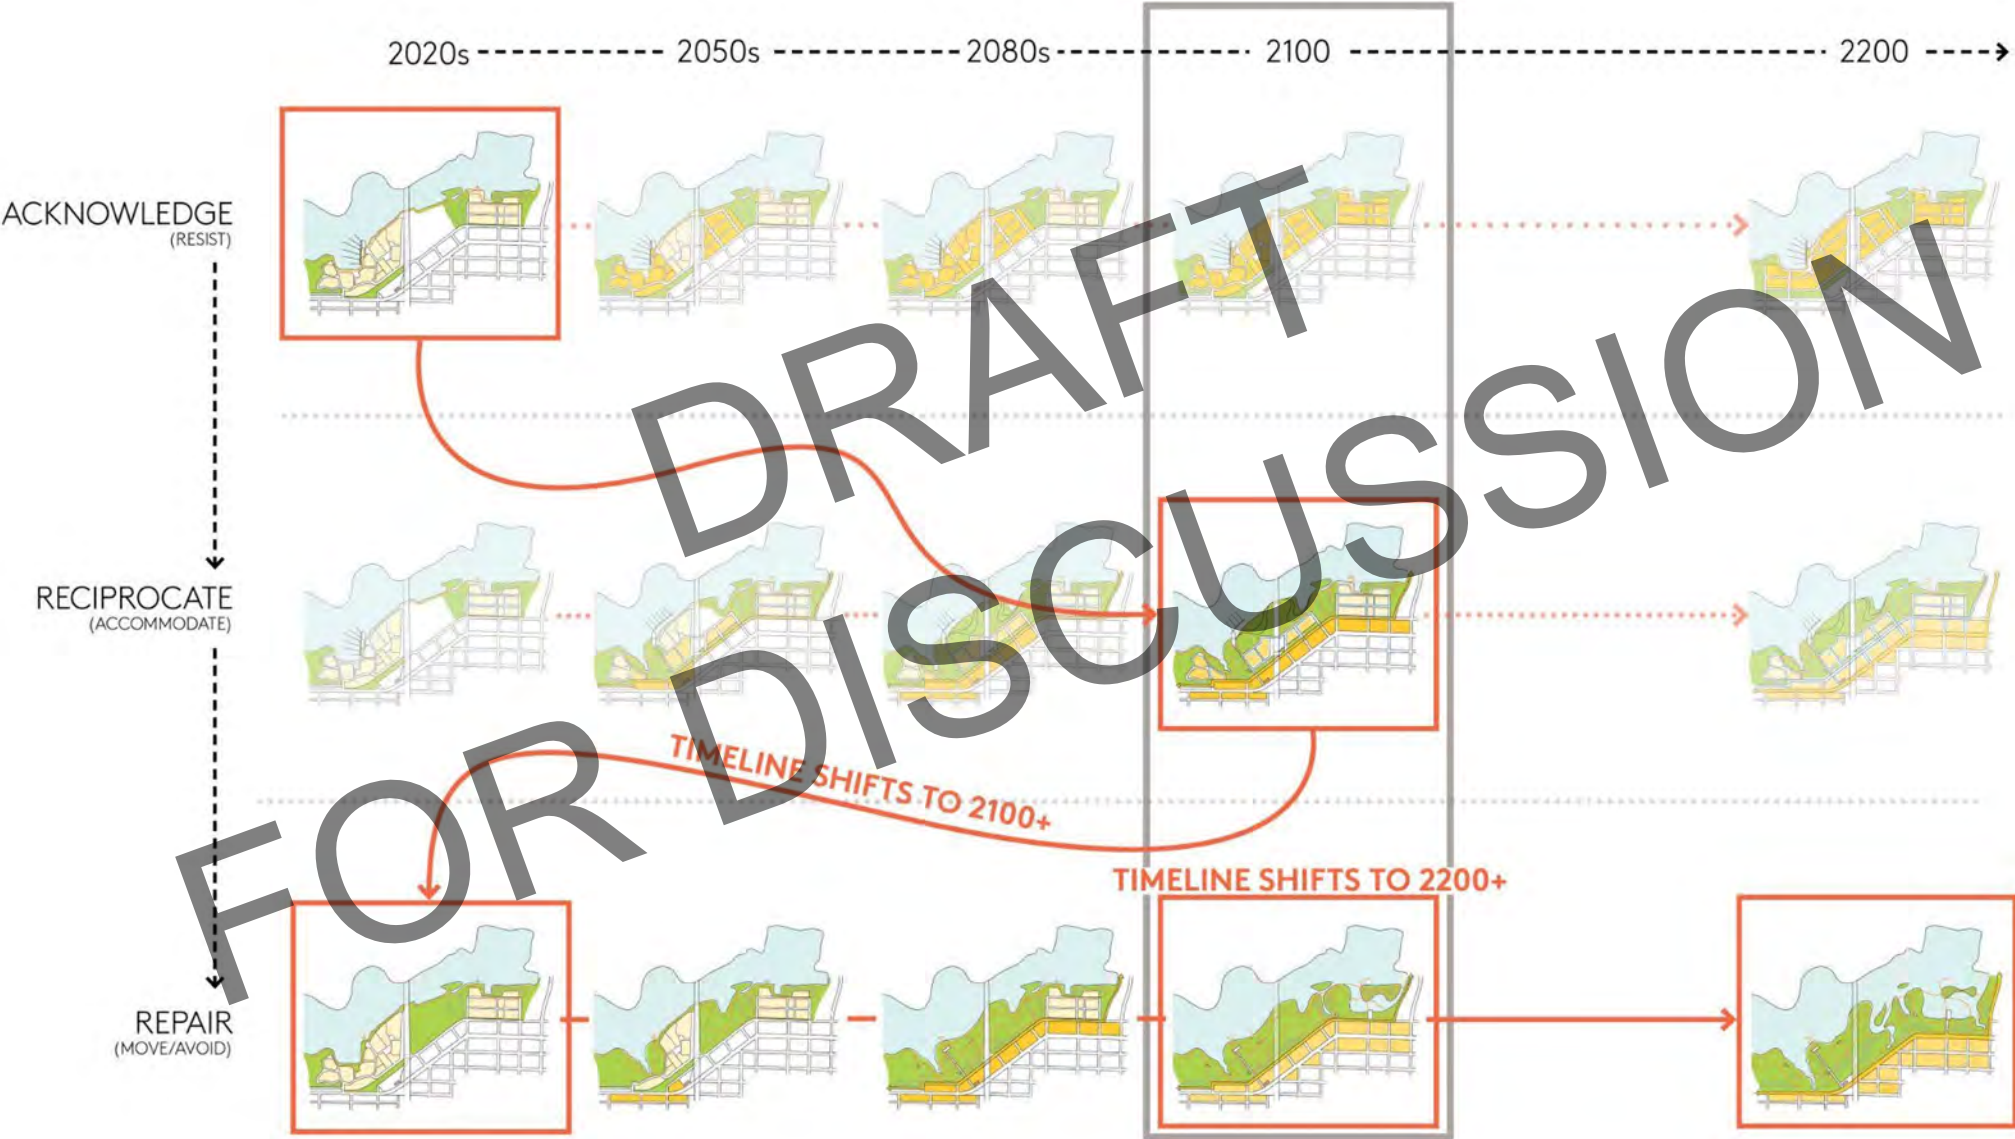 2020s
2050s
2080s
2100
2200
ACKNOWLEDGE
(RESIST)
RECIPROCATE
(ACCOMMODATE)
TIMELINE SHIFTS TO 2100+
TIMELINE SHIFTS TO 2200+
REPAIR
(MOVE/AVOID)
DRAFT
FOR DISCUSSION